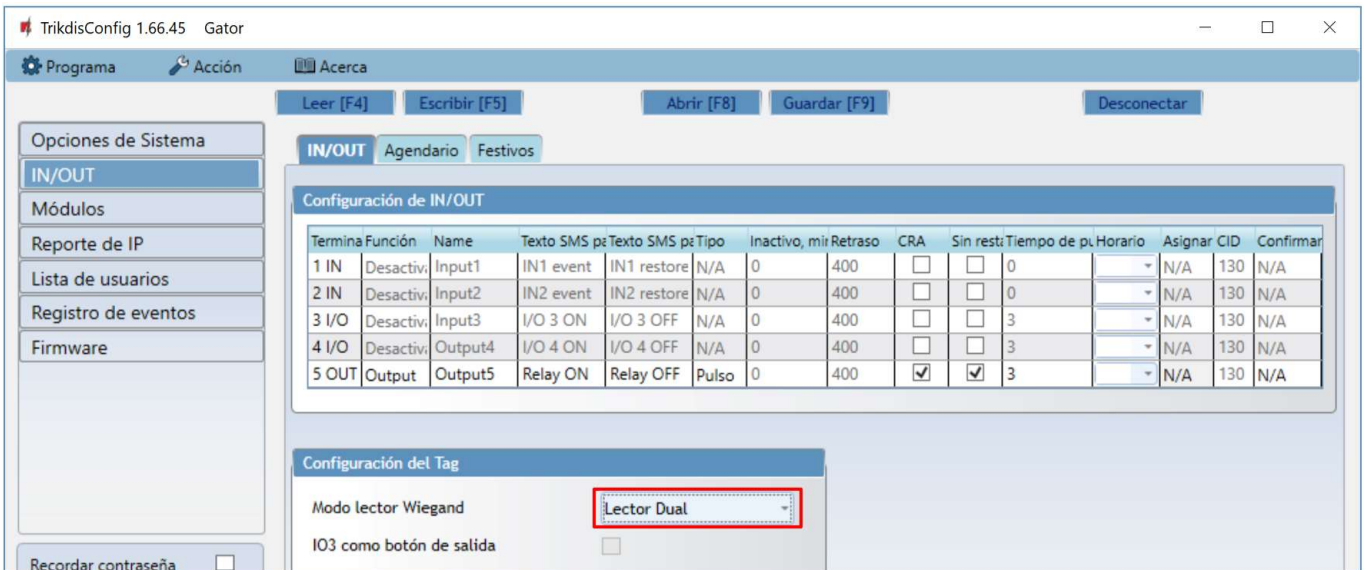 TrikdisConfig 1.66.45 Gator
Programa Acción Acerca
Leer [F4] Escribir [F5] Abrir [F8] Guardar [F9] Desconectar
Opciones de Sistema
IN/OUT
Módulos
Reporte de IP
Lista de usuarios
Registro de eventos
Firmware
Recordar contraseña
IN/OUT Agendario Festivos
Configuración de IN/OUT
Termina Función Name Texto SMS pa Texto SMS pa Tipo Inactivo, mir Retraso CRA Sin resta Tiempo de pu Horario Asignar CID Confirmar
1 IN Desactiva Input1 IN1 event IN1 restore N/A 0 400 0 N/A 130 N/A
2 IN Desactiva Input2 IN2 event IN2 restore N/A 0 400 0 N/A 130 N/A
3 I/O Desactiva Input3 I/O 3 ON I/O 3 OFF N/A 0 400 3 N/A 130 N/A
4 I/O Desactiva Output4 I/O 4 ON I/O 4 OFF N/A 0 400 3 N/A 130 N/A
5 OUT Output Output5 Relay ON Relay OFF Pulso 0 400 3 N/A 130 N/A
Configuración del Tag
Modo lector Wiegand Lector Dual
IO3 como botón de salida